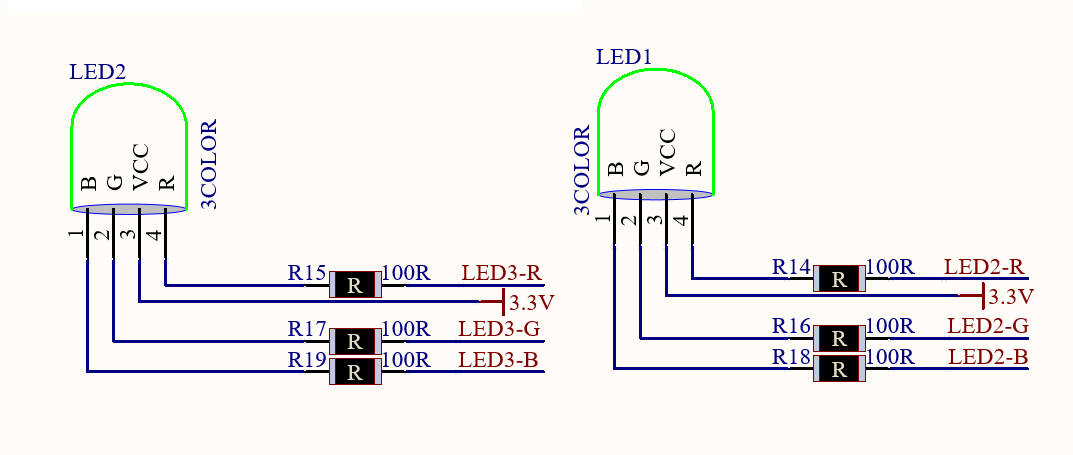 LED2
3COLOR
B
G
VCC
R
1
2
3
4
R15
R
100R
LED3-R
3.3V
R17
R
100R
LED3-G
R19
R
100R
LED3-B
LED1
3COLOR
B
G
VCC
R
1
2
3
4
R14
R
100R
LED2-R
3.3V
R16
R
100R
LED2-G
R18
R
100R
LED2-B